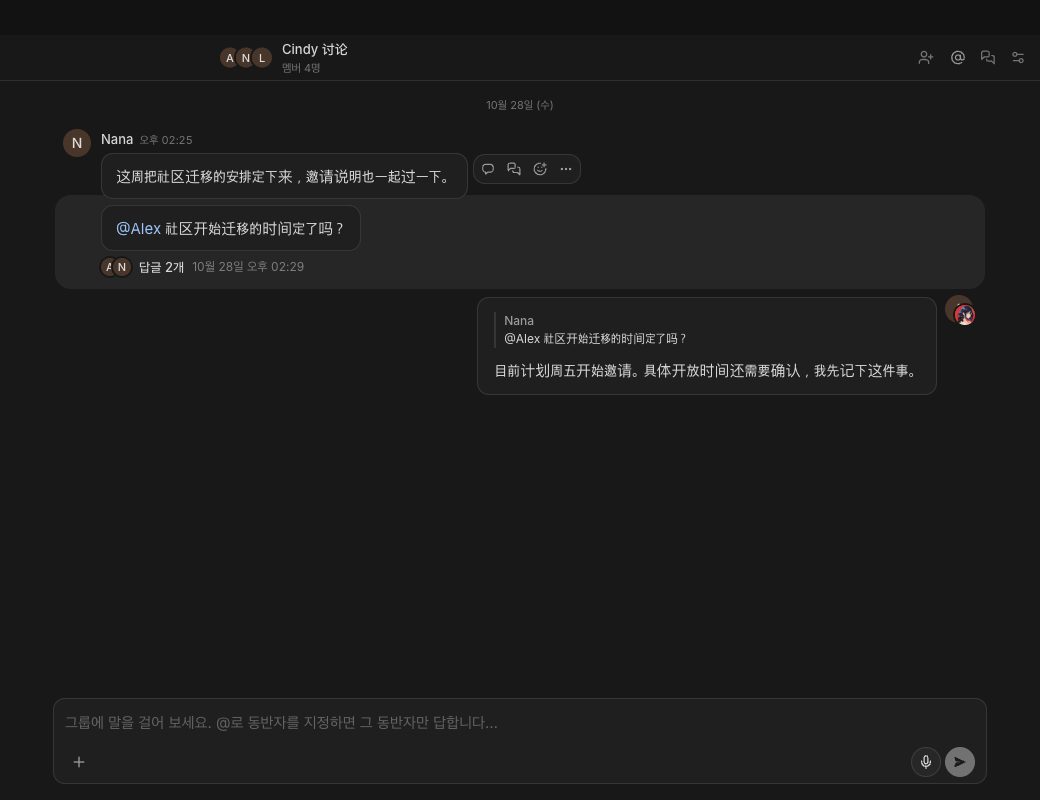 A N L
Cindy 讨论
멤버 4명
10월 28일 (수)
N
Nana 오후 02:25
这周把社区迁移的安排定下来，邀请说明也一起过一下。
@Alex 社区开始迁移的时间定了吗？
A N 답글 2개 10월 28일 오후 02:29
Nana
@Alex 社区开始迁移的时间定了吗？
目前计划周五开始邀请。具体开放时间还需要确认，我先记下这件事。
그룹에 말을 걸어 보세요. @로 동반자를 지정하면 그 동반자만 답합니다...